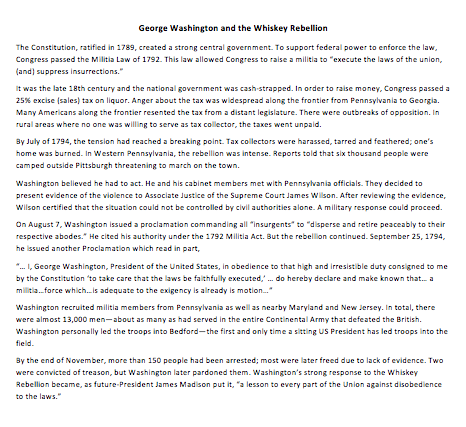 George Washington and the Whiskey Rebellion
The Constitution, ratified in 1789, created a strong central government. To support federal power to enforce the law,
Congress passed the Militia Law of 1792. This law allowed Congress to raise a militia to “execute the laws of the union,
(and) suppress insurrections.”
It was the late 18th century and the national government was cash-strapped. In order to raise money, Congress passed a
25% excise (sales) tax on liquor. Anger about the tax was widespread along the frontier from Pennsylvania to Georgia.
Many Americans along the frontier resented the tax from a distant legislature. There were outbreaks of opposition. In
rural areas where no one was willing to serve as tax collector, the taxes went unpaid.
By July of 1794, the tension had reached a breaking point. Tax collectors were harassed, tarred and feathered; one’s
home was burned. In Western Pennsylvania, the rebellion was intense. Reports told that six thousand people were
camped outside Pittsburgh threatening to march on the town.
Washington believed he had to act. He and his cabinet members met with Pennsylvania officials. They decided to
present evidence of the violence to Associate Justice of the Supreme Court James Wilson. After reviewing the evidence,
Wilson certified that the situation could not be controlled by civil authorities alone. A military response could proceed.
On August 7, Washington issued a proclamation commanding all “insurgents” to “disperse and retire peaceably to their
respective abodes.” He cited his authority under the 1792 Militia Act. But the rebellion continued. September 25, 1794,
he issued another Proclamation which read in part,
“... I, George Washington, President of the United States, in obedience to that high and irresistible duty consigned to me
by the Constitution ‘to take care that the laws be faithfully executed,’ ... do hereby declare and make known that... a
militia...force which...is adequate to the exigency is already in motion...”
Washington recruited militia members from Pennsylvania as well as nearby Maryland and New Jersey. In total, there
were almost 13,000 men—about as many as had served in the entire Continental Army that defeated the British.
Washington personally led the troops into Bedford—the first and only time a sitting US President has led troops into the
field.
By the end of November, more than 150 people had been arrested; most were later freed due to lack of evidence. Two
were convicted of treason, but Washington later pardoned them. Washington’s strong response to the Whiskey
Rebellion became, as future-President James Madison put it, “a lesson to every part of the Union against disobedience
to the laws.”